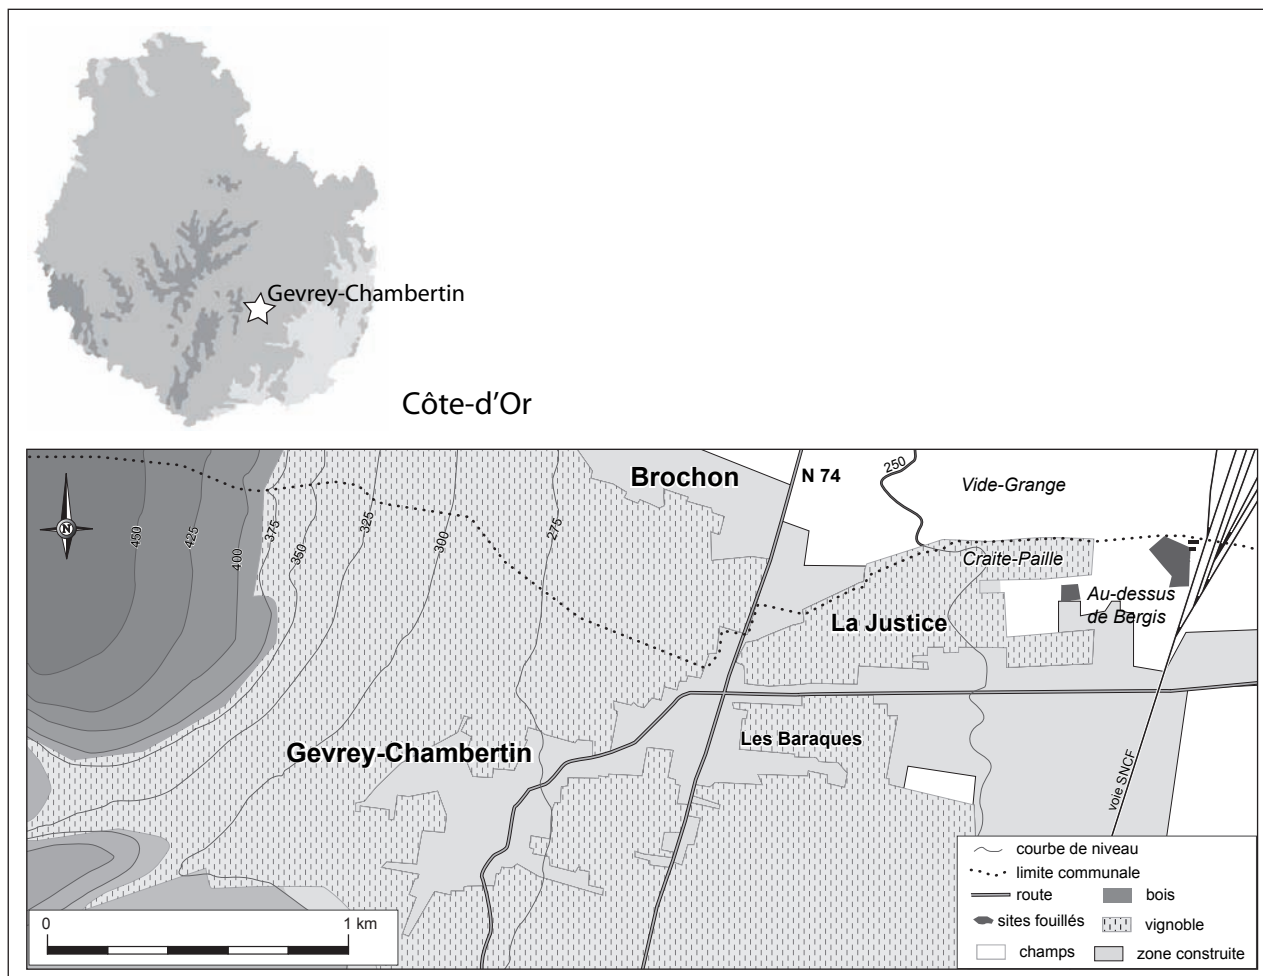 Gevrey-Chambertin
Côte-d'Or
Brochon
N 74
250
Vide-Grange
450
425
400
375
350
325
300
275
Craite-Paille
Au-dessus
de Bergis
La Justice
Gevrey-Chambertin
Les Baraques
voie SNCF
N
0
1 km
courbe de niveau
limite communale
route
bois
sites fouillés
vignoble
champs
zone construite